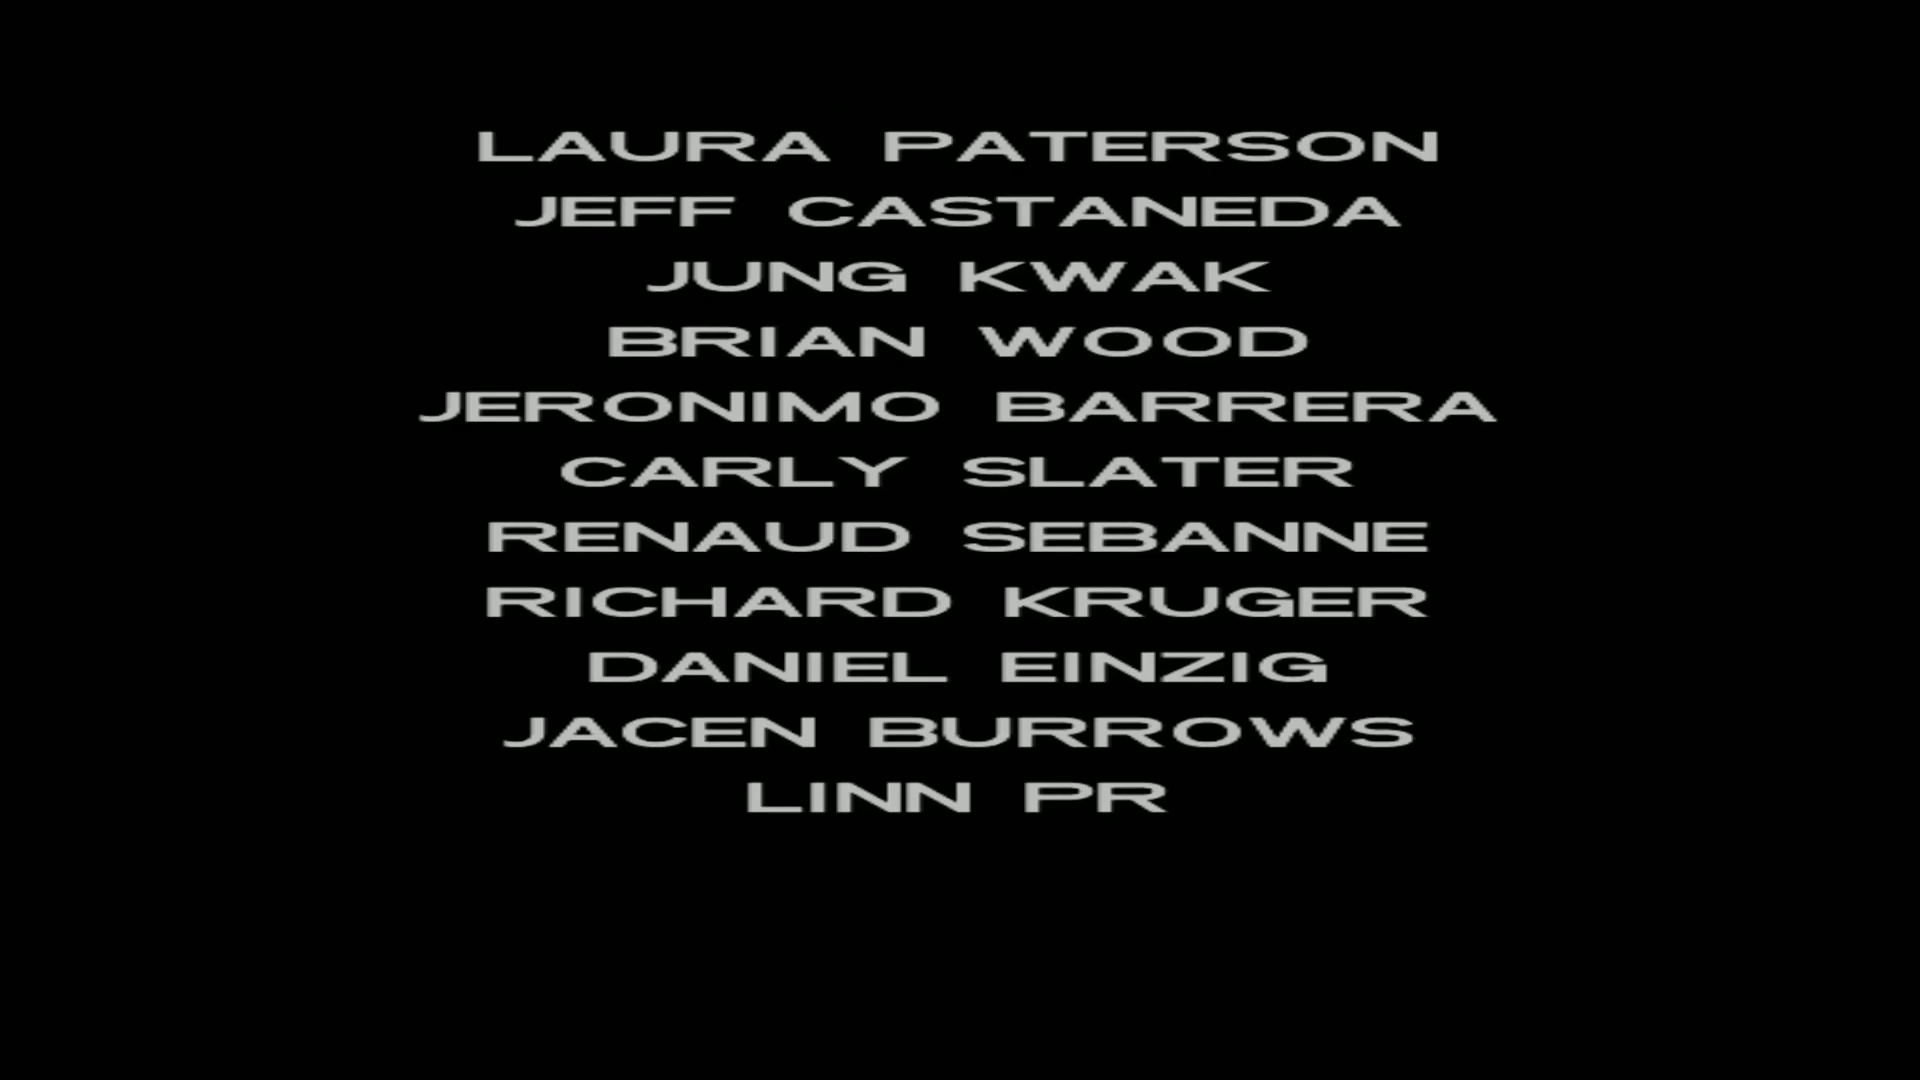 LAURA PATERSON
JEFF CASTANEDA
JUNG KWAK
BRIAN WOOD
JERONIMO BARRERA
CARLY SLATER
RENAUD SEBANNE
RICHARD KRUGER
DANIEL EINZIG
JACEN BURROWS
LINN PR